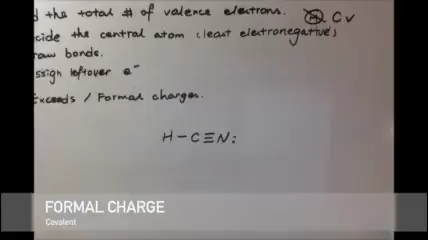 d the total # of valence electrons. H. C ✓
cide the central atom (least electronegative)
raw bonds.
ssign leftover e⁻
Exceeds / Formal charges.
H – C ≡ N:
FORMAL CHARGE
Covalent